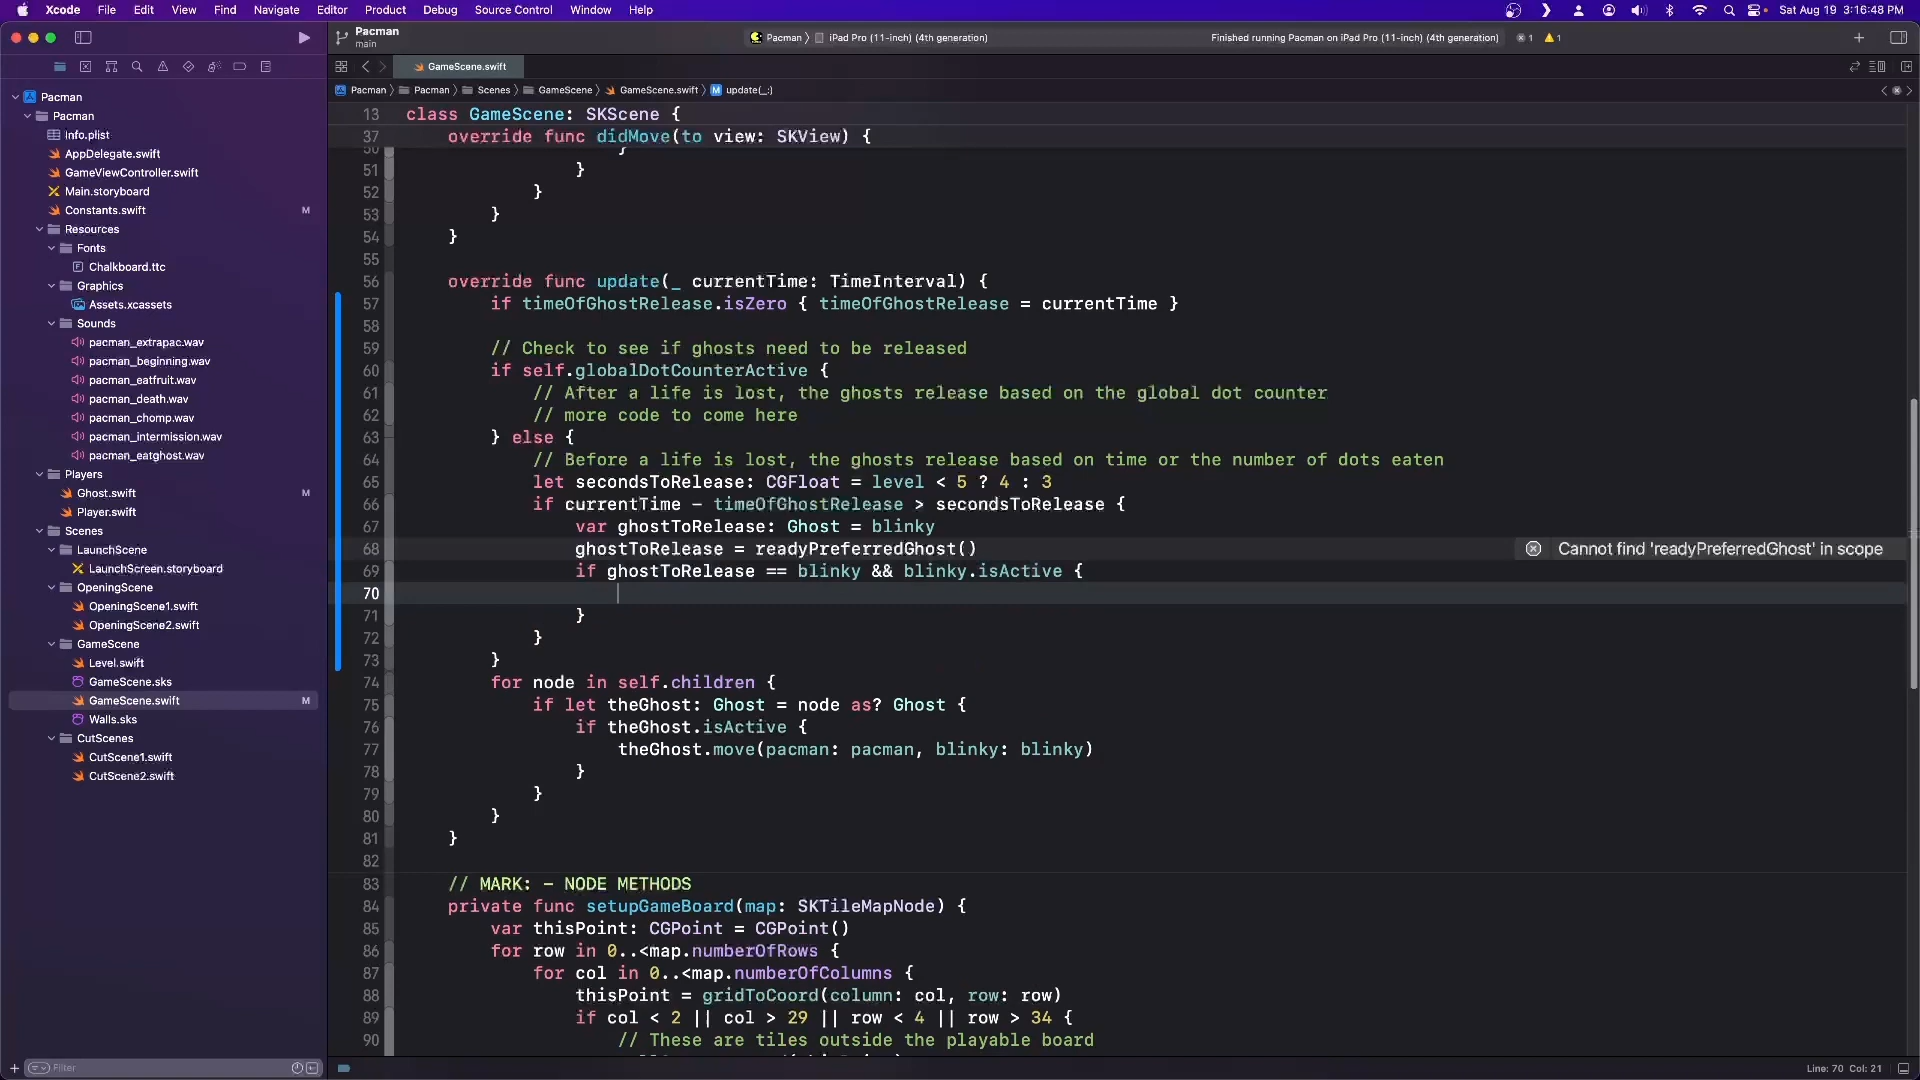 Xcode File Edit View Find Navigate Editor Product Debug Source Control Window Help Sat Aug 19 3:16:48 PM
Pacman
main
Pacman iPad Pro (11-inch) (4th generation) Finished running Pacman on iPad Pro (11-inch) (4th generation) 1 1
GameScene.swift
Pacman Pacman Scenes GameScene GameScene.swift M update(_:)
Pacman
Pacman
Info.plist
AppDelegate.swift
GameViewController.swift
Main.storyboard
Constants.swift M
Resources
Fonts
Chalkboard.ttc
Graphics
Assets.xcassets
Sounds
pacman_extrapac.wav
pacman_beginning.wav
pacman_eatfruit.wav
pacman_death.wav
pacman_chomp.wav
pacman_intermission.wav
pacman_eatghost.wav
Players
Ghost.swift M
Player.swift
Scenes
LaunchScene
LaunchScreen.storyboard
OpeningScene
OpeningScene1.swift
OpeningScene2.swift
GameScene
Level.swift
GameScene.sks
GameScene.swift M
Walls.sks
CutScenes
CutScene1.swift
CutScene2.swift
Filter
13 class GameScene: SKScene {
37 override func didMove(to view: SKView) {
50 }
51 }
52 }
53 }
54 }
55
56 override func update(_ currentTime: TimeInterval) {
57 if timeOfGhostRelease.isZero { timeOfGhostRelease = currentTime }
58
59 // Check to see if ghosts need to be released
60 if self.globalDotCounterActive {
61 // After a life is lost, the ghosts release based on the global dot counter
62 // more code to come here
63 } else {
64 // Before a life is lost, the ghosts release based on time or the number of dots eaten
65 let secondsToRelease: CGFloat = level < 5 ? 4 : 3
66 if currentTime - timeOfGhostRelease > secondsToRelease {
67 var ghostToRelease: Ghost = blinky
68 ghostToRelease = readyPreferredGhost() Cannot find 'readyPreferredGhost' in scope
69 if ghostToRelease == blinky && blinky.isActive {
70
71 }
72 }
73 }
74 for node in self.children {
75 if let theGhost: Ghost = node as? Ghost {
76 if theGhost.isActive {
77 theGhost.move(pacman: pacman, blinky: blinky)
78 }
79 }
80 }
81 }
82
83 // MARK: - NODE METHODS
84 private func setupGameBoard(map: SKTileMapNode) {
85 var thisPoint: CGPoint = CGPoint()
86 for row in 0..<map.numberOfRows {
87 for col in 0..<map.numberOfColumns {
88 thisPoint = gridToCoord(column: col, row: row)
89 if col < 2 || col > 29 || row < 4 || row > 34 {
90 // These are tiles outside the playable board
Line: 70 Col: 21